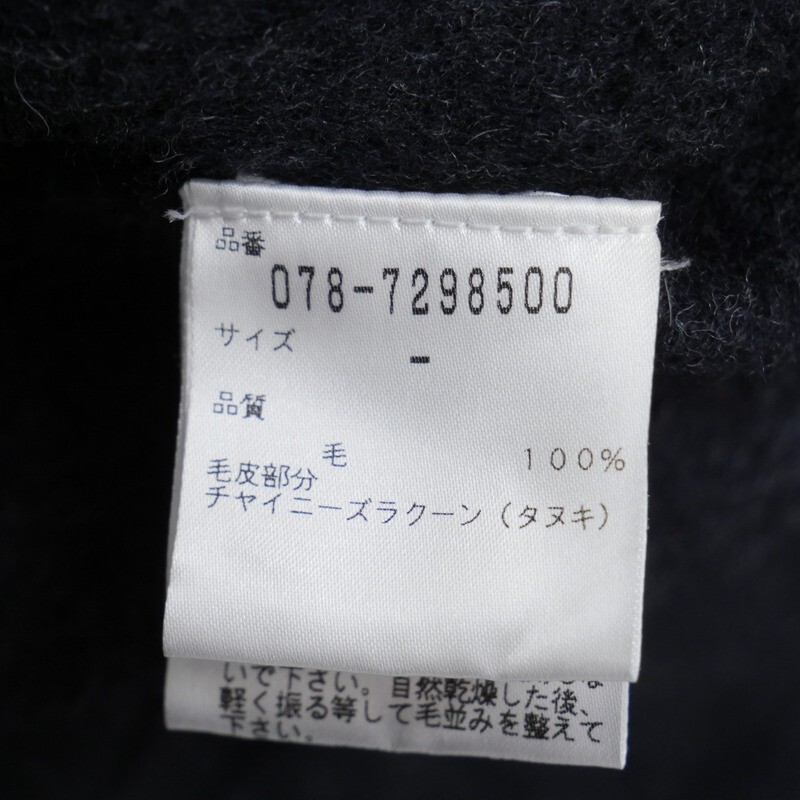 品番
078-7298500
サイズ
-
品質
毛 100%
毛皮部分
チャイニーズラクーン（タヌキ）
いで下さい。自然乾燥した後、
軽く振る等して毛並みを整えて
下さい。